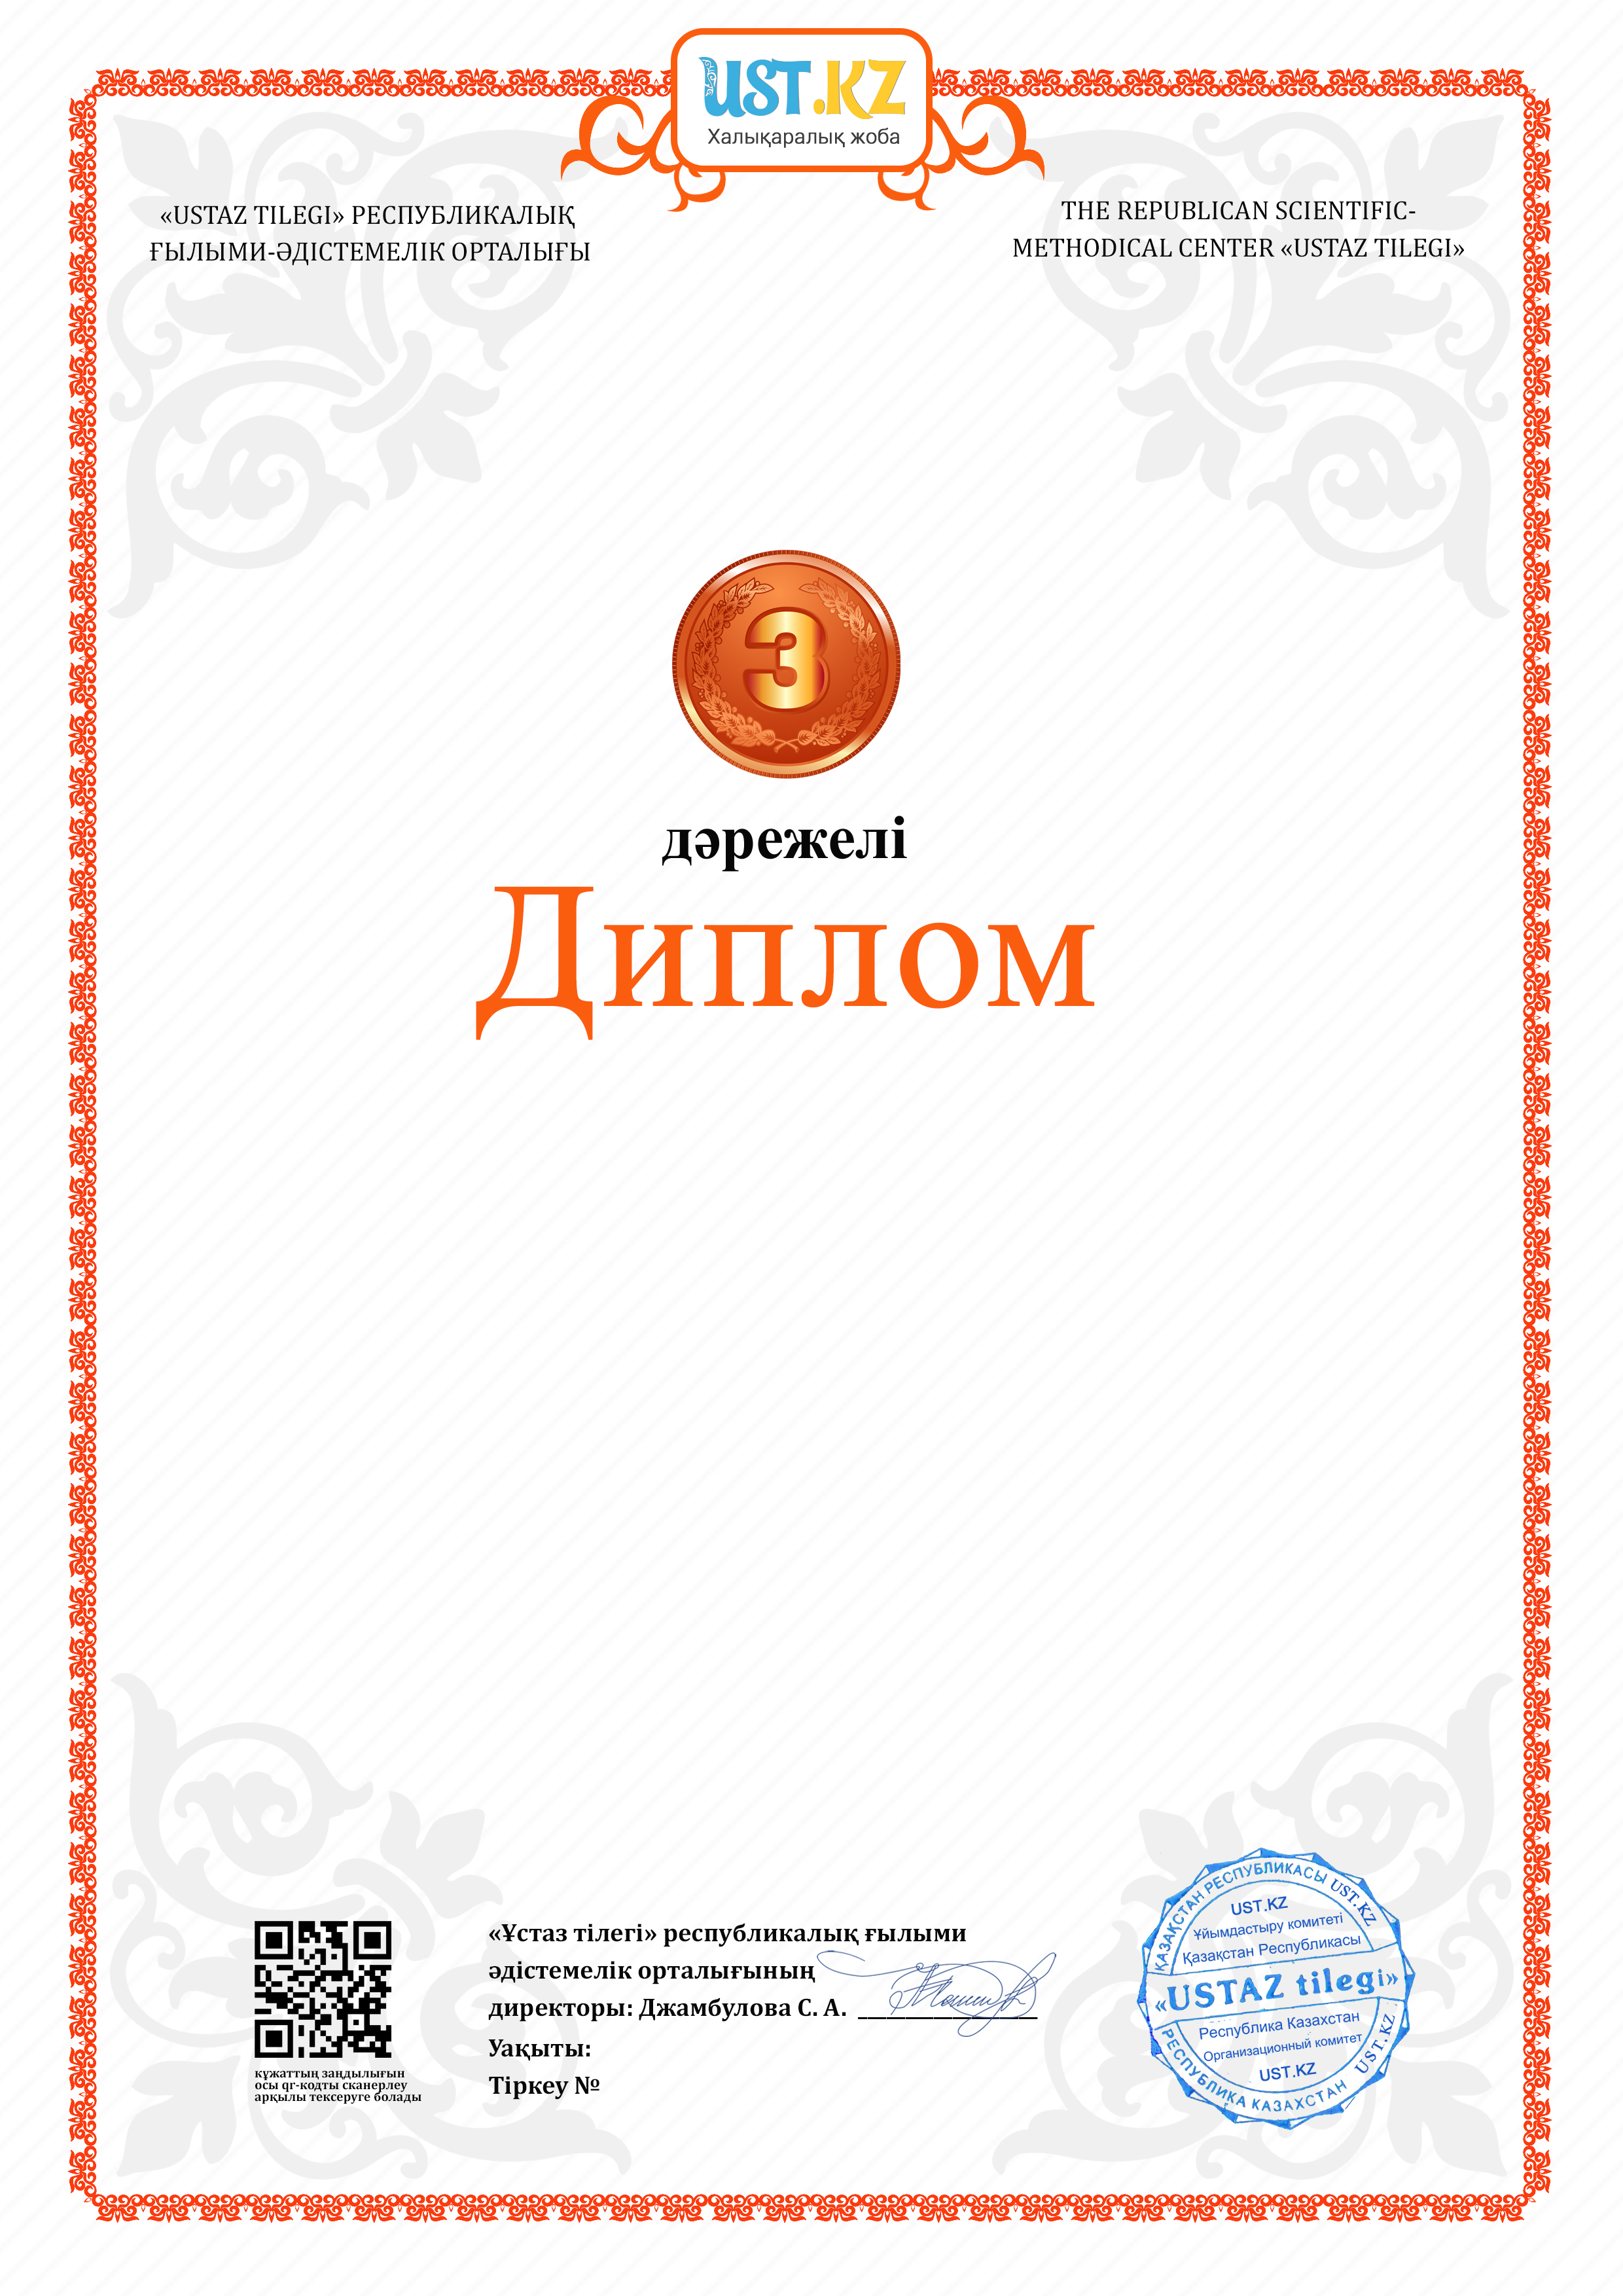 UST.KZ
Халықаралық жоба
«USTAZ TILEGI» РЕСПУБЛИКАЛЫҚ
ҒЫЛЫМИ-ӘДІСТЕМЕЛІК ОРТАЛЫҒЫ
THE REPUBLICAN SCIENTIFIC-
METHODICAL CENTER «USTAZ TILEGI»
3
дәрежелі
Диплом
«Ұстаз тілегі» республикалық ғылыми
әдістемелік орталығының
директоры: Джамбулова С. А.
Уақыты:
Тіркеу №
құжаттың заңдылығын
осы qr-кодты сканерлеу
арқылы тексеруге болады
ҚАЗАҚСТАН РЕСПУБЛИКАСЫ UST.KZ
UST.KZ
Ұйымдастыру комитеті
Қазақстан Республикасы
«USTAZ tilegi»
Республика Казахстан
Организационный комитет
UST.KZ
РЕСПУБЛИКА КАЗАХСТАН UST.KZ